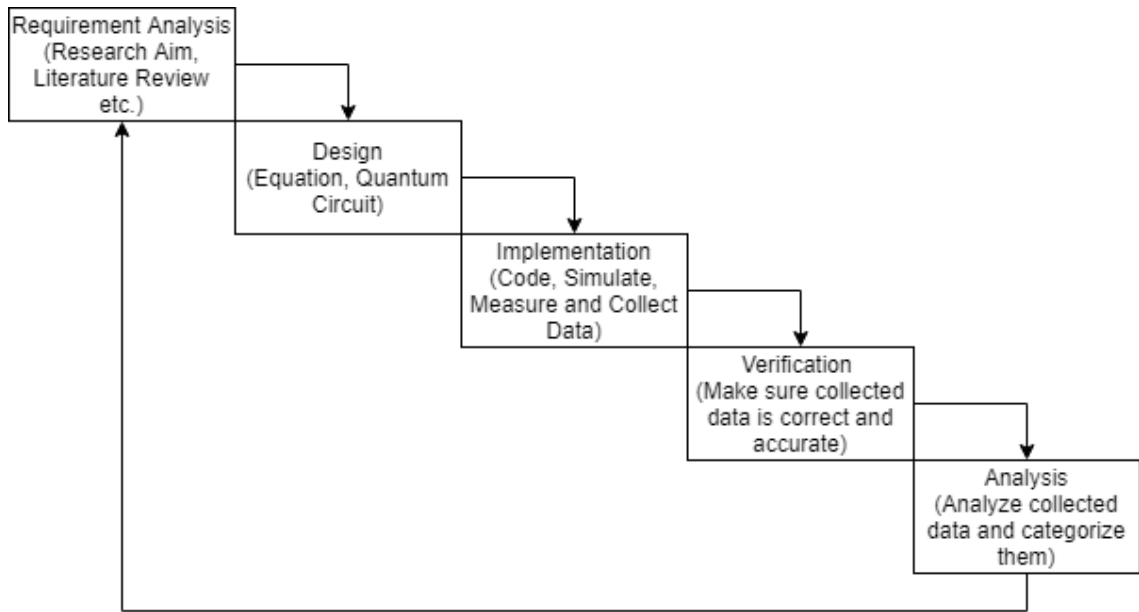 Requirement Analysis
(Research Aim,
Literature Review
etc.)
Design
(Equation, Quantum
Circuit)
Implementation
(Code, Simulate,
Measure and Collect
Data)
Verification
(Make sure collected
data is correct and
accurate)
Analysis
(Analyze collected
data and categorize
them)